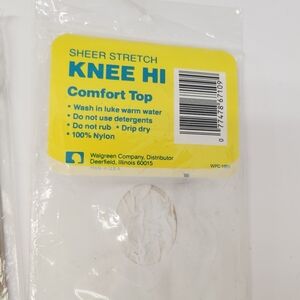 SHEER STRETCH
KNEE HI
Comfort Top
• Wash in luke warm water
• Do not use detergents
• Do not rub • Drip dry
• 100% Nylon
Walgreen Company, Distributor
Deerfield, Illinois 60015